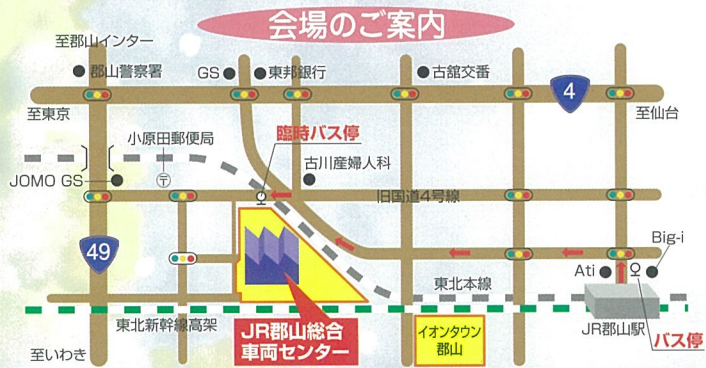 会場のご案内
至郡山インター
郡山警察署
GS
東邦銀行
古舘交番
4
至東京
至仙台
小原田郵便局
臨時バス停
古川産婦人科
JOMO GS
〒
旧国道4号線
49
Big-i
Ati
東北本線
東北新幹線高架
JR郡山総合
車両センター
イオンタウン
郡山
JR郡山駅
バス停
至いわき